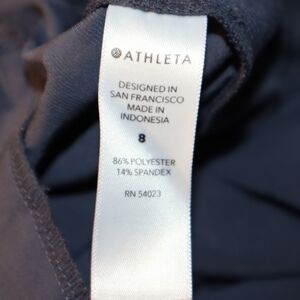 ATHLETA
DESIGNED IN
SAN FRANCISCO
MADE IN
INDONESIA
8
86% POLYESTER
14% SPANDEX
RN 54023